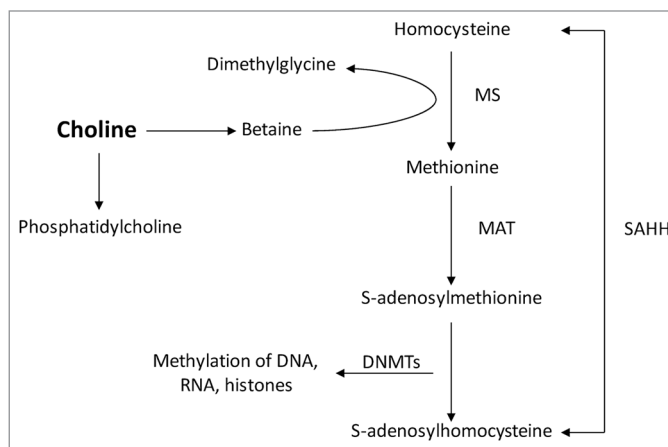 Homocysteine
Dimethylglycine
MS
Choline
Betaine
Methionine
Phosphatidylcholine
MAT
SAHH
S-adenosylmethionine
Methylation of DNA,
RNA, histones
DNMTs
S-adenosylhomocysteine